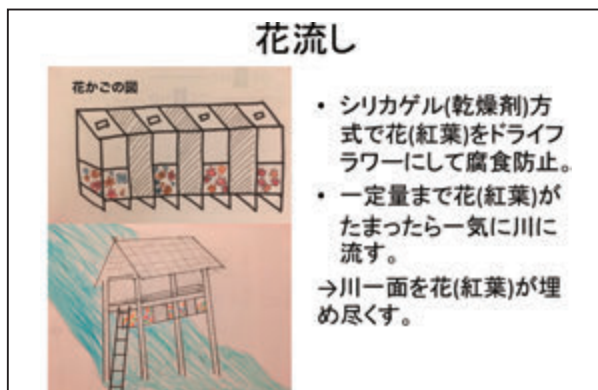 花流し
花かごの図
• シリカゲル(乾燥剤)方
式で花(紅葉)をドライフ
ラワーにして腐食防止。
• 一定量まで花(紅葉)が
たまったら一気に川に
流す。
→川一面を花(紅葉)が埋
め尽くす。